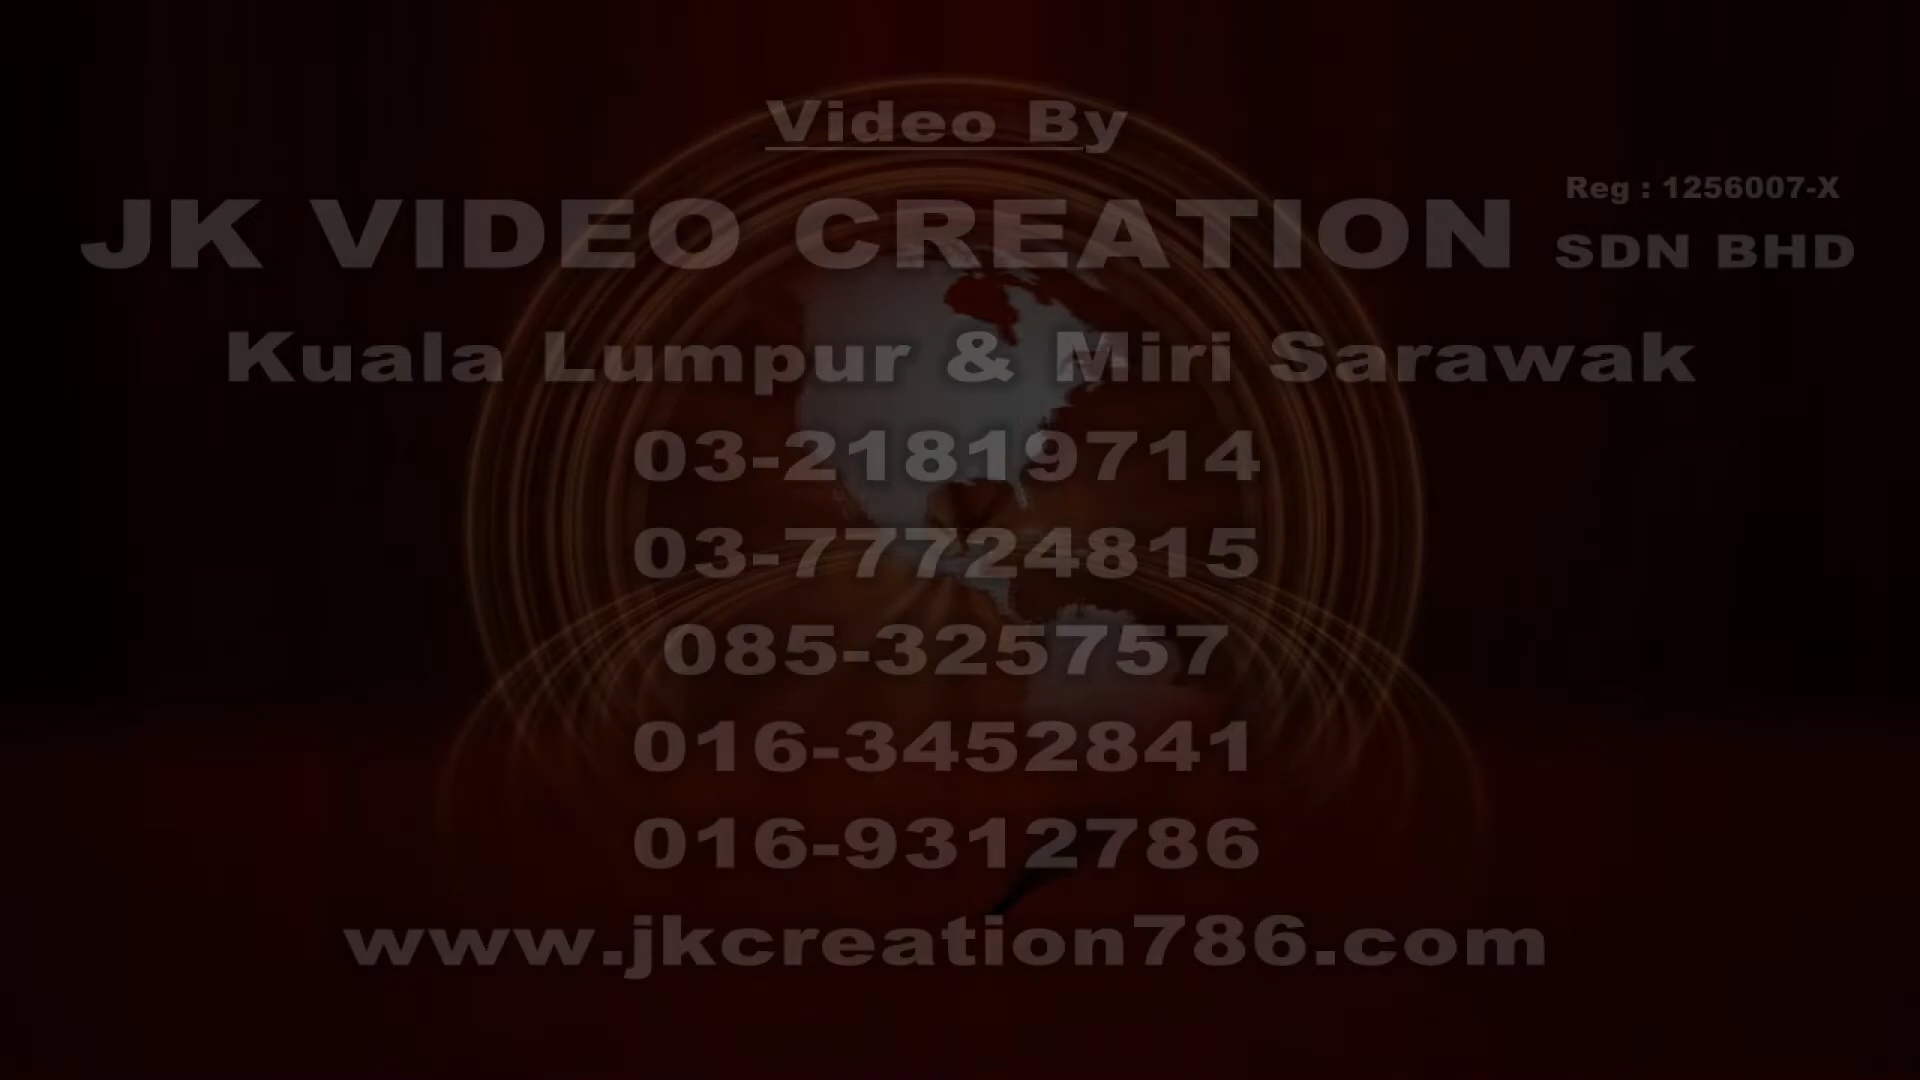 Video By
Reg : 1256007-X
JK VIDEO CREATION SDN BHD
Kuala Lumpur & Miri Sarawak
03-21819714
03-77724815
085-325757
016-3452841
016-9312786
www.jkcreation786.com